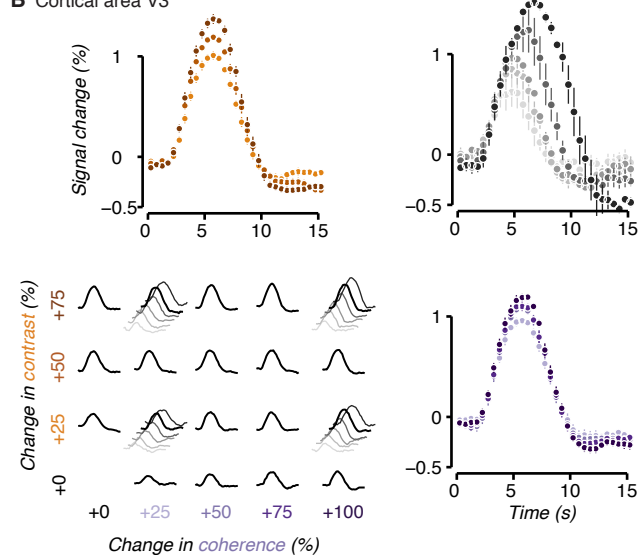 B Cortical area V3
Signal change (%)
1
0
−0.5
0 5 10 15
1
0
−0.5
0 5 10 15
Change in contrast (%)
+75
+50
+25
+0
+0 +25 +50 +75 +100
Change in coherence (%)
1
0
−0.5
0 5 10 15
Time (s)